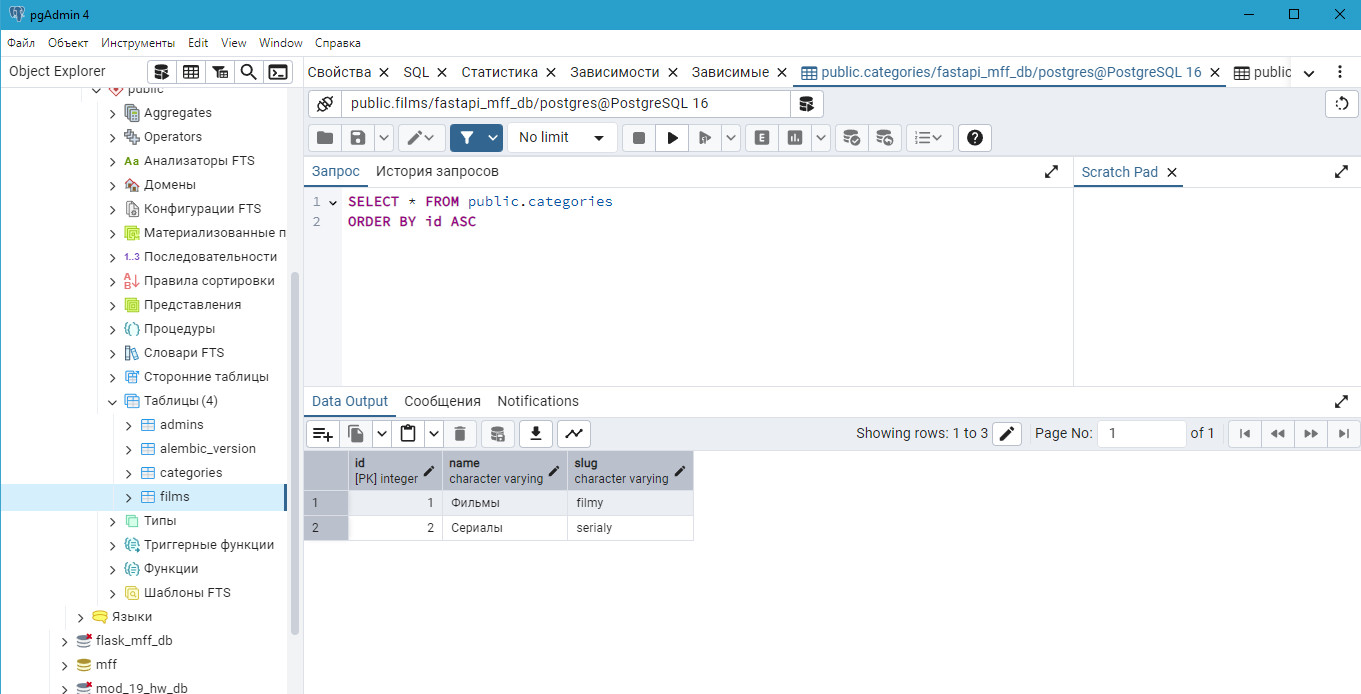 pgAdmin 4
Файл Объект Инструменты Edit View Window Справка
Object Explorer
Свойства SQL Статистика Зависимости Зависимые public.categories/fastapi_mff_db/postgres@PostgreSQL 16 public
public
Aggregates
Operators
Aa Анализаторы FTS
Домены
Конфигурации FTS
Материализованные п
1..3 Последовательности
Правила сортировки
Представления
Процедуры
Словари FTS
Сторонние таблицы
Таблицы (4)
admins
alembic_version
categories
films
Типы
Триггерные функции
Функции
Шаблоны FTS
Языки
flask_mff_db
mff
mod_19_hw_db
public.films/fastapi_mff_db/postgres@PostgreSQL 16
No limit
E
Запрос История запросов
Scratch Pad
1 SELECT * FROM public.categories
2 ORDER BY id ASC
Data Output Сообщения Notifications
Showing rows: 1 to 3 Page No: 1 of 1
id name slug
[PK] integer character varying character varying
1 1 Фильмы filmy
2 2 Сериалы serialy